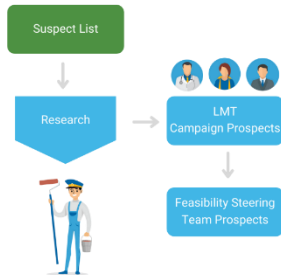 Suspect List
Research
LMT
Campaign Prospects
Feasibility Steering
Team Prospects